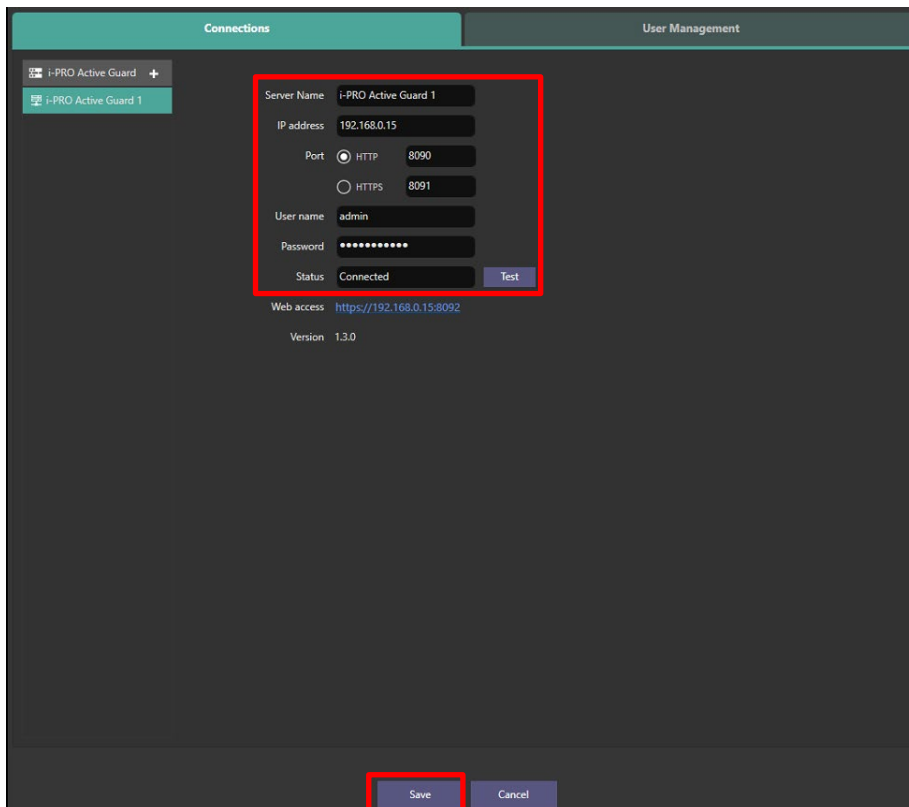 Connections User Management
i-PRO Active Guard +
i-PRO Active Guard 1
Server Name i-PRO Active Guard 1
IP address 192.168.0.15
Port HTTP 8090
HTTPS 8091
User name admin
Password •••••••••••
Status Connected Test
Web access https://192.168.0.15:8092
Version 1.3.0
Save Cancel